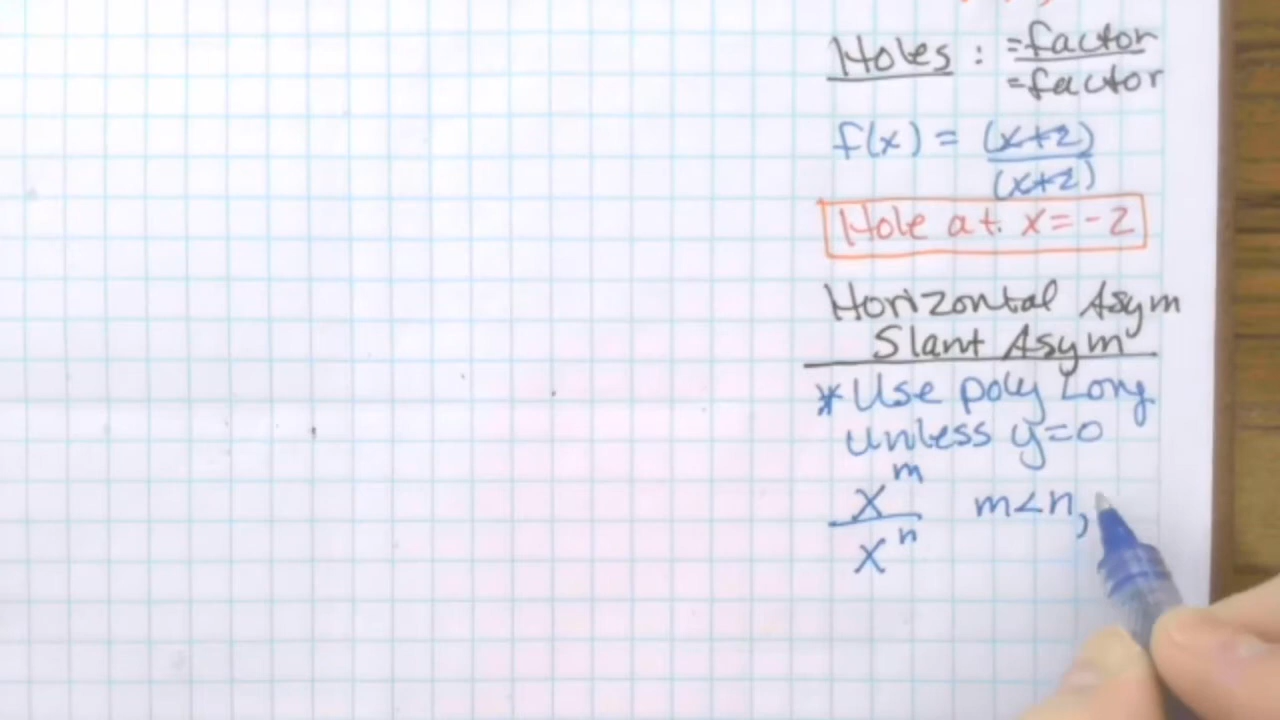 Holes : =factor
=factor
f(x) = (x+2)
(x+2)
Hole at x=-2
Horizontal Asym
Slant Asym
*Use poly Long
unless y=0
x^m m<n,
x^n